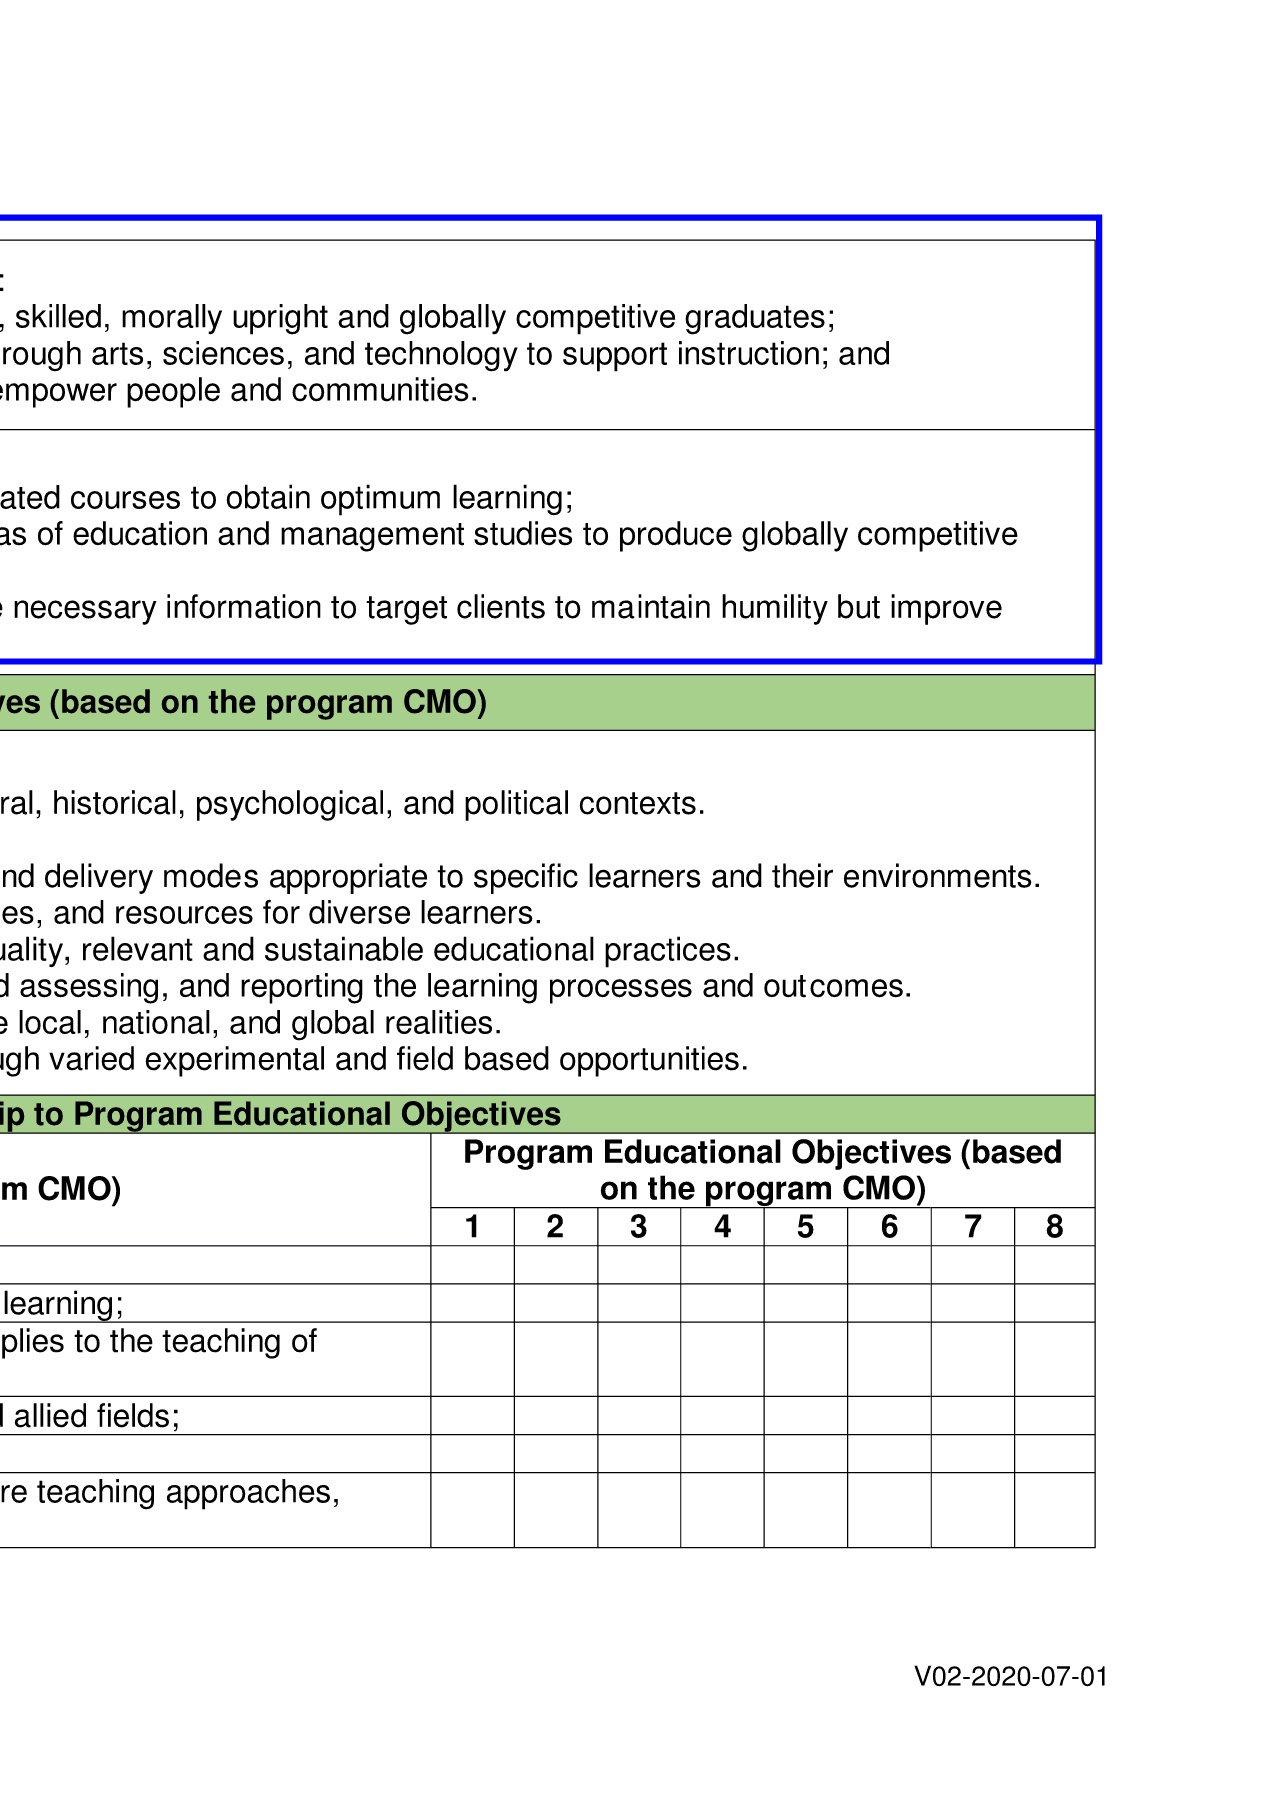 :
, skilled, morally upright and globally competitive graduates;
rough arts, sciences, and technology to support instruction; and
empower people and communities.
ated courses to obtain optimum learning;
as of education and management studies to produce globally competitive
e necessary information to target clients to maintain humility but improve
ves (based on the program CMO)
ral, historical, psychological, and political contexts.
nd delivery modes appropriate to specific learners and their environments.
es, and resources for diverse learners.
uality, relevant and sustainable educational practices.
d assessing, and reporting the learning processes and outcomes.
e local, national, and global realities.
ugh varied experimental and field based opportunities.
ip to Program Educational Objectives
m CMO)
Program Educational Objectives (based
on the program CMO)
1 2 3 4 5 6 7 8
learning;
plies to the teaching of
d allied fields;
re teaching approaches,
V02-2020-07-01